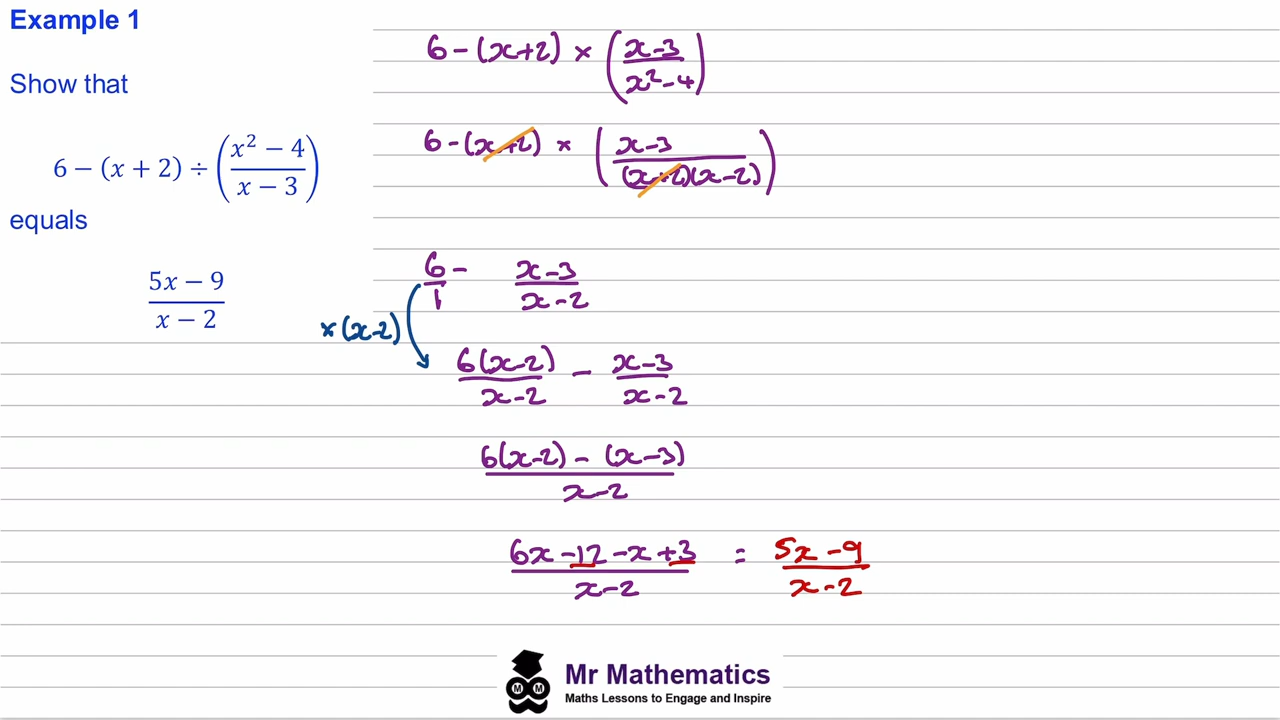 Example 1
Show that
6 − (x + 2) ÷ ((x² − 4)/(x − 3))
equals
(5x − 9)/(x − 2)
6 − (x+2) × ((x−3)/(x²−4))
6 − (x+2) × ((x−3)/((x+2)(x−2)))
6/1 − (x−3)/(x−2)
×(x−2)
6(x−2)/(x−2) − (x−3)/(x−2)
(6(x−2) − (x−3))/(x−2)
(6x −12 −x +3)/(x−2) = (5x −9)/(x−2)
Mr Mathematics
Maths Lessons to Engage and Inspire